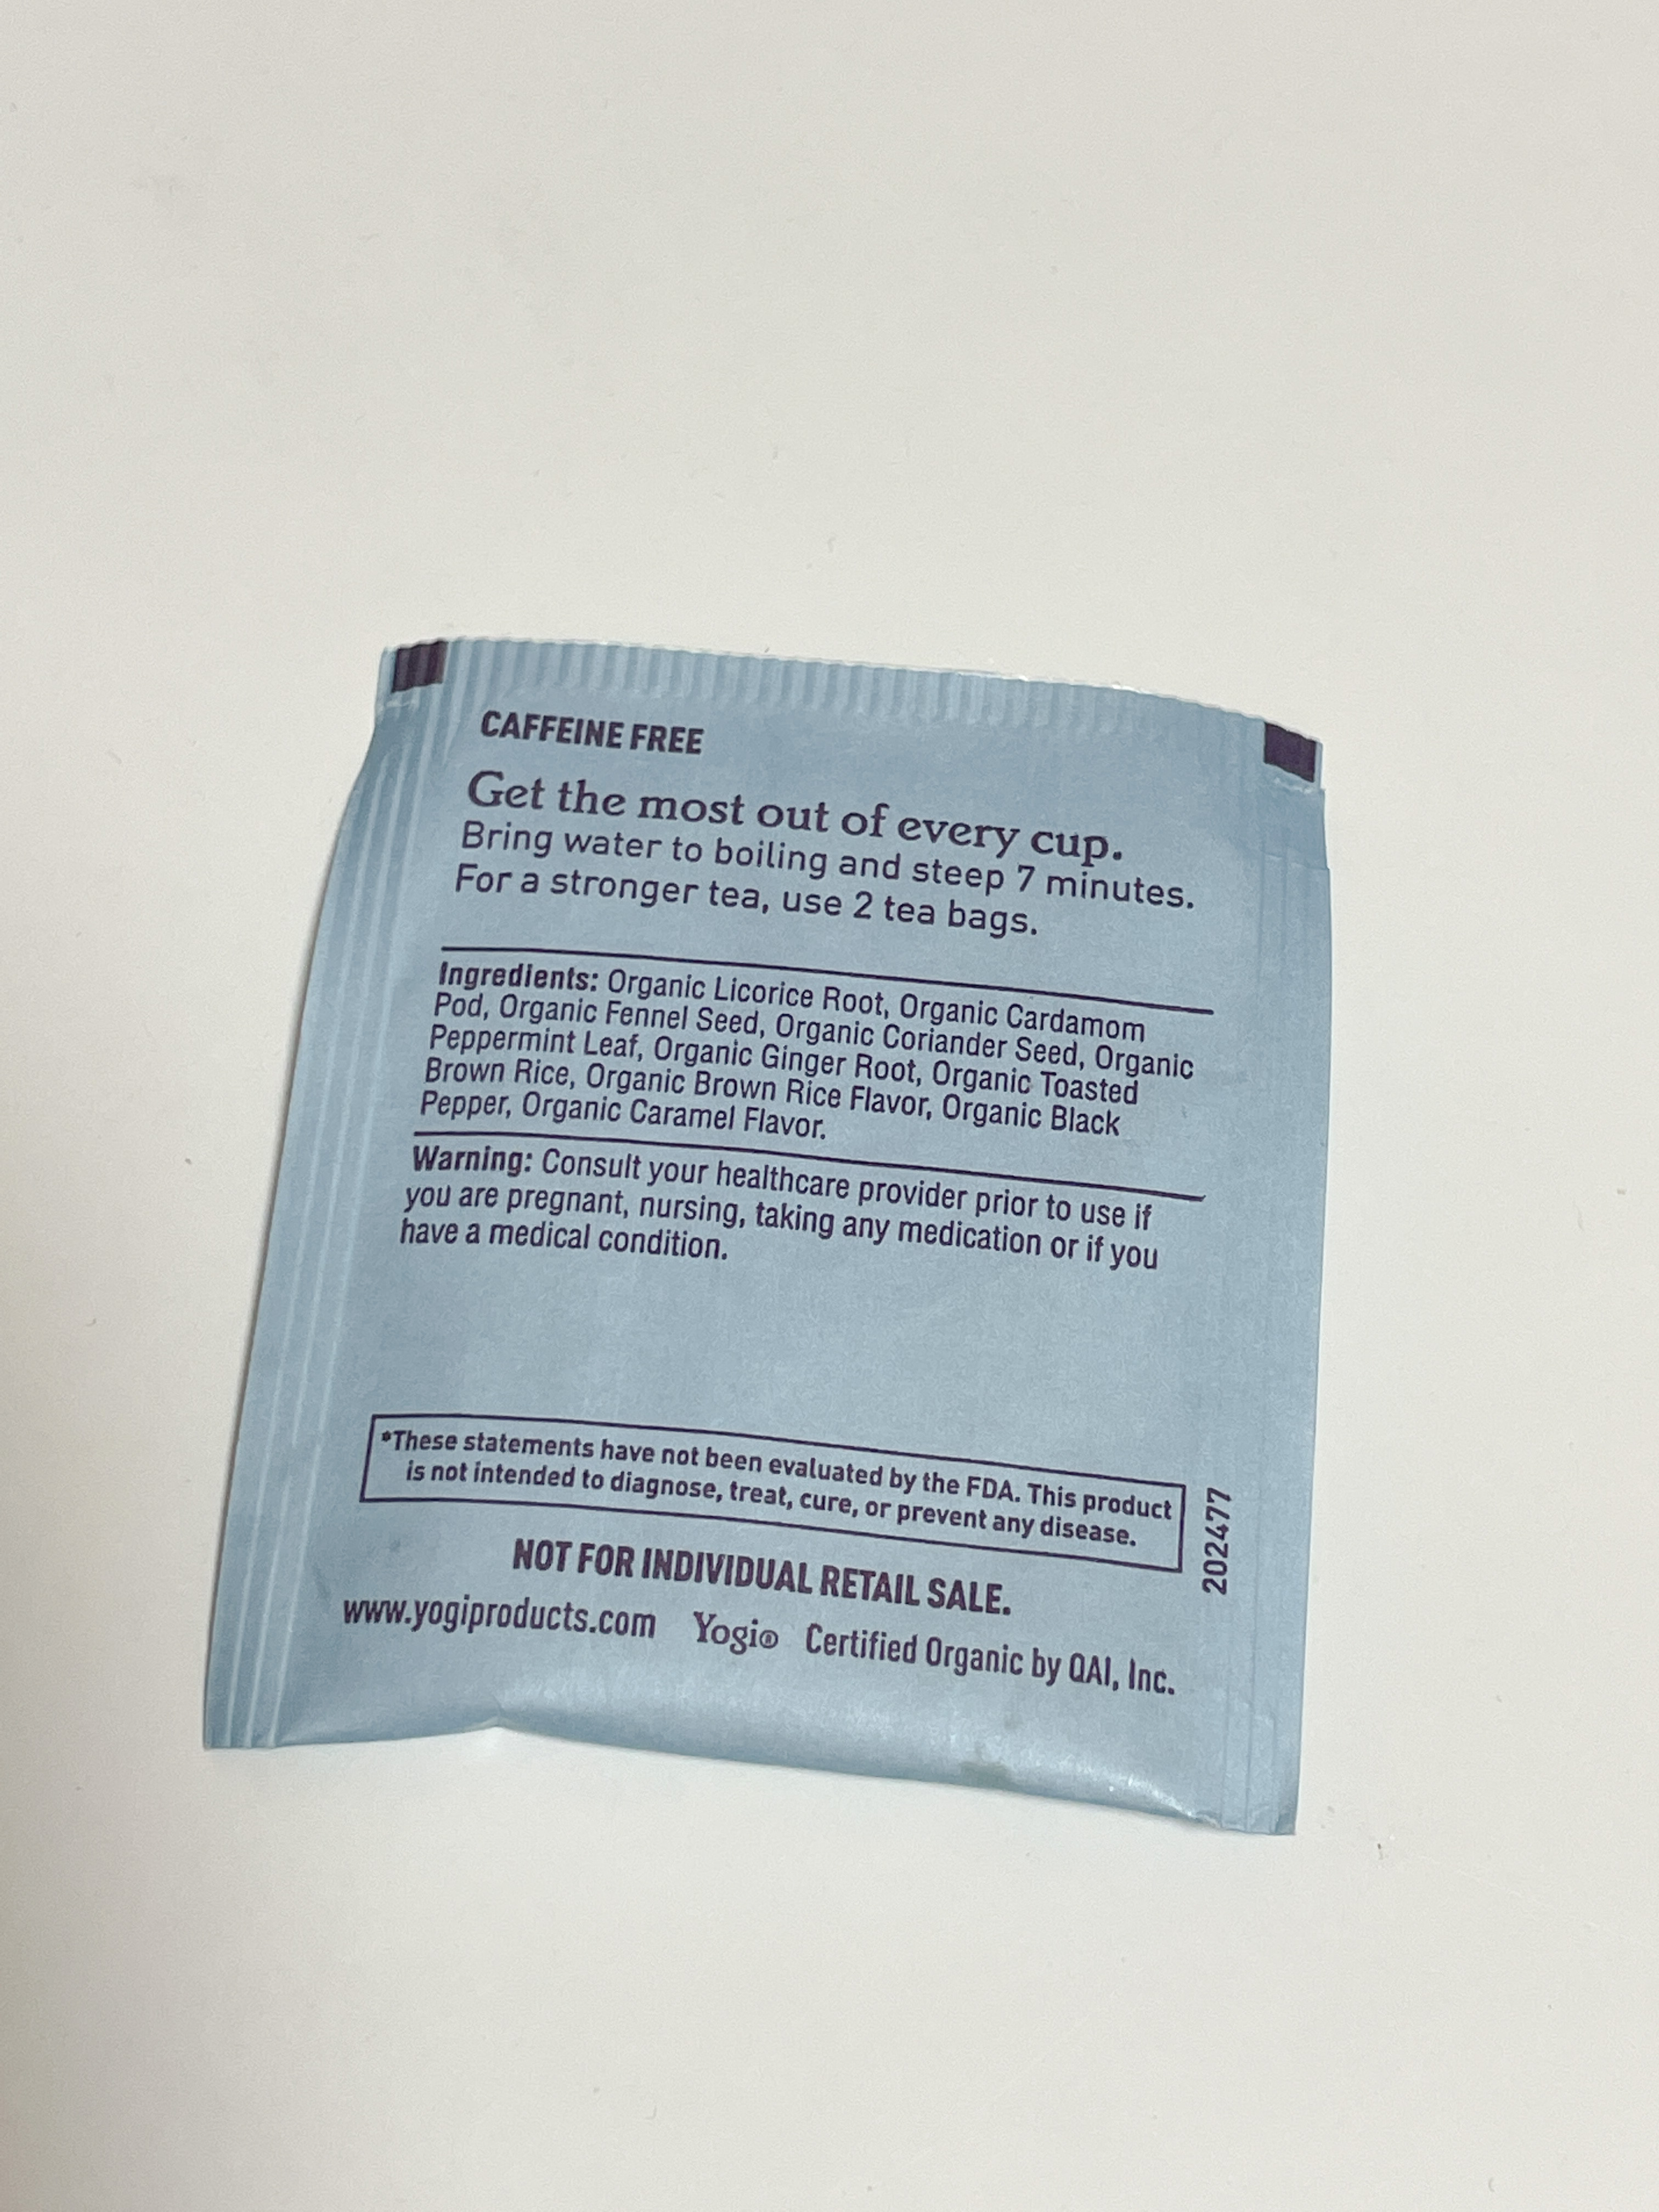 CAFFEINE FREE
Get the most out of every cup.
Bring water to boiling and steep 7 minutes.
For a stronger tea, use 2 tea bags.
Ingredients: Organic Licorice Root, Organic Cardamom
Pod, Organic Fennel Seed, Organic Coriander Seed, Organic
Peppermint Leaf, Organic Ginger Root, Organic Toasted
Brown Rice, Organic Brown Rice Flavor, Organic Black
Pepper, Organic Caramel Flavor.
Warning: Consult your healthcare provider prior to use if
you are pregnant, nursing, taking any medication or if you
have a medical condition.
*These statements have not been evaluated by the FDA. This product
is not intended to diagnose, treat, cure, or prevent any disease.
202477
NOT FOR INDIVIDUAL RETAIL SALE.
www.yogiproducts.com Yogi® Certified Organic by QAI, Inc.